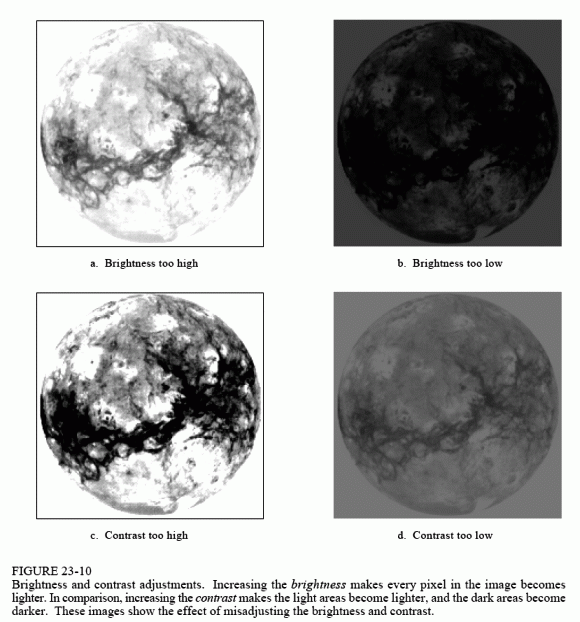 a. Brightness too high
b. Brightness too low
c. Contrast too high
d. Contrast too low
FIGURE 23-10
Brightness and contrast adjustments. Increasing the brightness makes every pixel in the image becomes
lighter. In comparison, increasing the contrast makes the light areas become lighter, and the dark areas become
darker. These images show the effect of misadjusting the brightness and contrast.